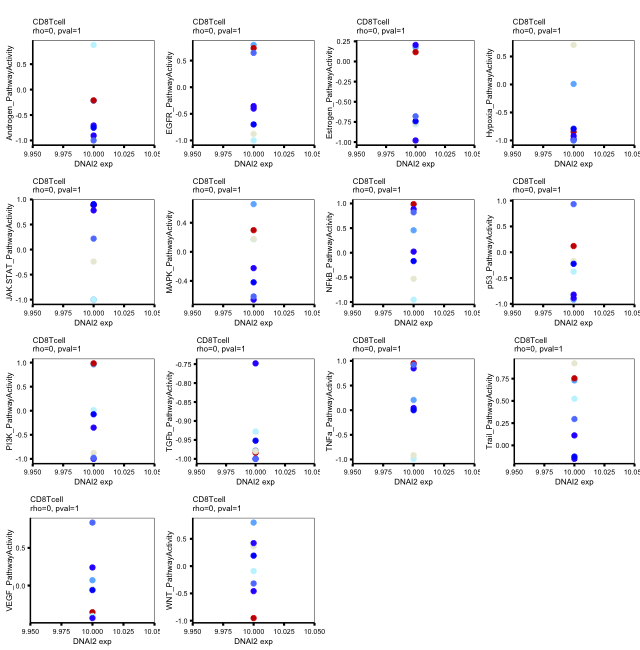 CD8Tcell
rho=0, pval=1
Androgen_PathwayActivity
0.5
0.0
-0.5
-1.0
9.950 9.975 10.000 10.025 10.05
DNAI2 exp
CD8Tcell
rho=0, pval=1
EGFR_PathwayActivity
0.5
0.0
-0.5
-1.0
9.950 9.975 10.000 10.025 10.05
DNAI2 exp
CD8Tcell
rho=0, pval=1
Estrogen_PathwayActivity
0.25
0.00
-0.25
-0.50
-0.75
-1.00
9.950 9.975 10.000 10.025 10.05
DNAI2 exp
CD8Tcell
rho=0, pval=1
Hypoxia_PathwayActivity
0.5
0.0
-0.5
-1.0
9.950 9.975 10.000 10.025 10.050
DNAI2 exp
CD8Tcell
rho=0, pval=1
JAK.STAT_PathwayActivity
1.0
0.5
0.0
-0.5
-1.0
9.950 9.975 10.000 10.025 10.05
DNAI2 exp
CD8Tcell
rho=0, pval=1
MAPK_PathwayActivity
0.4
0.0
-0.4
9.950 9.975 10.000 10.025 10.05
DNAI2 exp
CD8Tcell
rho=0, pval=1
NFkB_PathwayActivity
1.0
0.5
0.0
-0.5
-1.0
9.950 9.975 10.000 10.025 10.05
DNAI2 exp
CD8Tcell
rho=0, pval=1
p53_PathwayActivity
1.0
0.5
0.0
-0.5
-1.0
9.950 9.975 10.000 10.025 10.050
DNAI2 exp
CD8Tcell
rho=0, pval=1
PI3K_PathwayActivity
1.0
0.5
0.0
-0.5
-1.0
9.950 9.975 10.000 10.025 10.05
DNAI2 exp
CD8Tcell
rho=0, pval=1
TGFb_PathwayActivity
-0.75
-0.80
-0.85
-0.90
-0.95
-1.00
9.950 9.975 10.000 10.025 10.05
DNAI2 exp
CD8Tcell
rho=0, pval=1
TNFa_PathwayActivity
1.0
0.5
0.0
-0.5
-1.0
9.950 9.975 10.000 10.025 10.05
DNAI2 exp
CD8Tcell
rho=0, pval=1
Trail_PathwayActivity
0.75
0.50
0.25
0.00
9.950 9.975 10.000 10.025 10.050
DNAI2 exp
CD8Tcell
rho=0, pval=1
VEGF_PathwayActivity
0.5
0.0
9.950 9.975 10.000 10.025 10.05
DNAI2 exp
CD8Tcell
rho=0, pval=1
WNT_PathwayActivity
0.5
0.0
-0.5
-1.0
9.950 9.975 10.000 10.025 10.050
DNAI2 exp